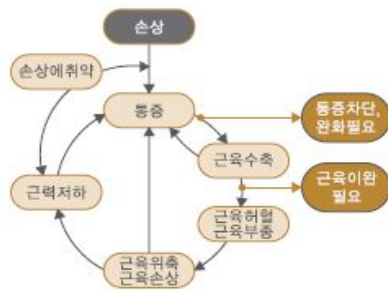 손상
손상에취약
통증
통증차단,
완화필요
근육수축
근육이완
필요
근력저하
근육허혈
근육부종
근육위축
근육손상